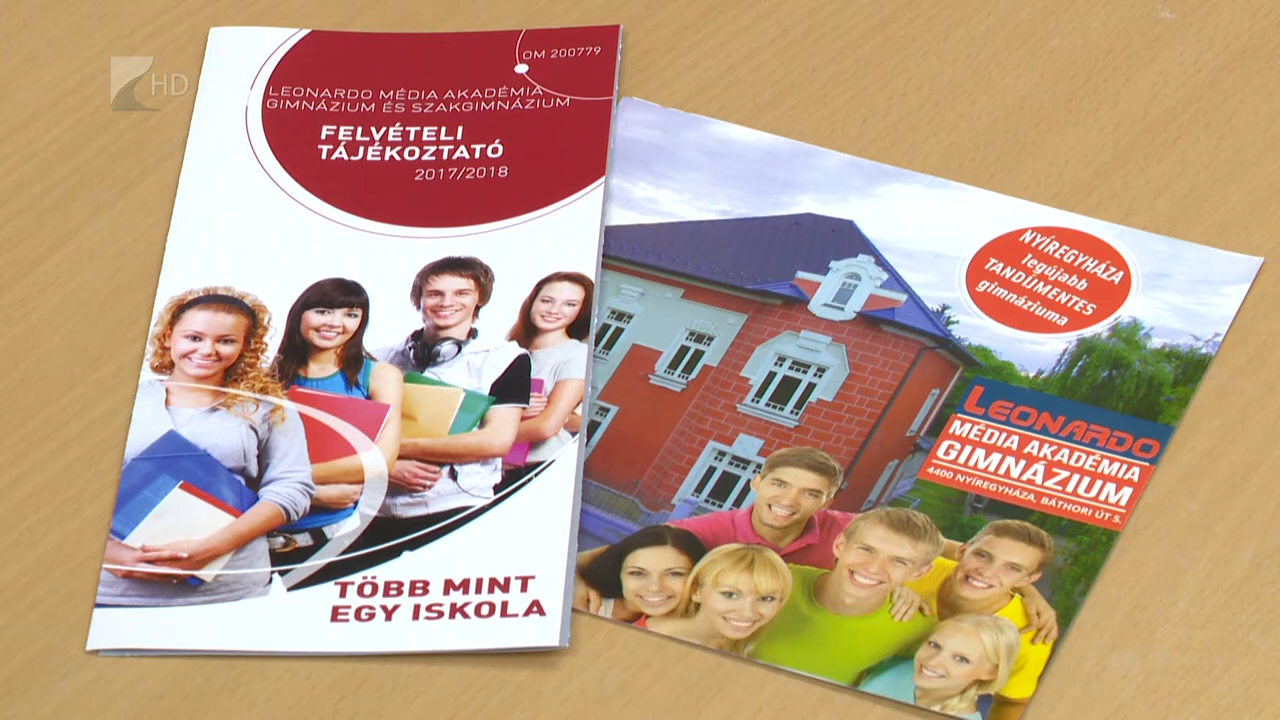 HD
OM 200779
LEONARDO MÉDIA AKADÉMIA
GIMNÁZIUM ÉS SZAKGIMNÁZIUM
FELVÉTELI
TÁJÉKOZTATÓ
2017/2018
TÖBB MINT
EGY ISKOLA
NYÍREGYHÁZA
legújabb
TANDÍJMENTES
gimnáziuma
LEONARDO
MÉDIA AKADÉMIA
GIMNÁZIUM
4400 NYÍREGYHÁZA, BÁTHORI ÚT 5.